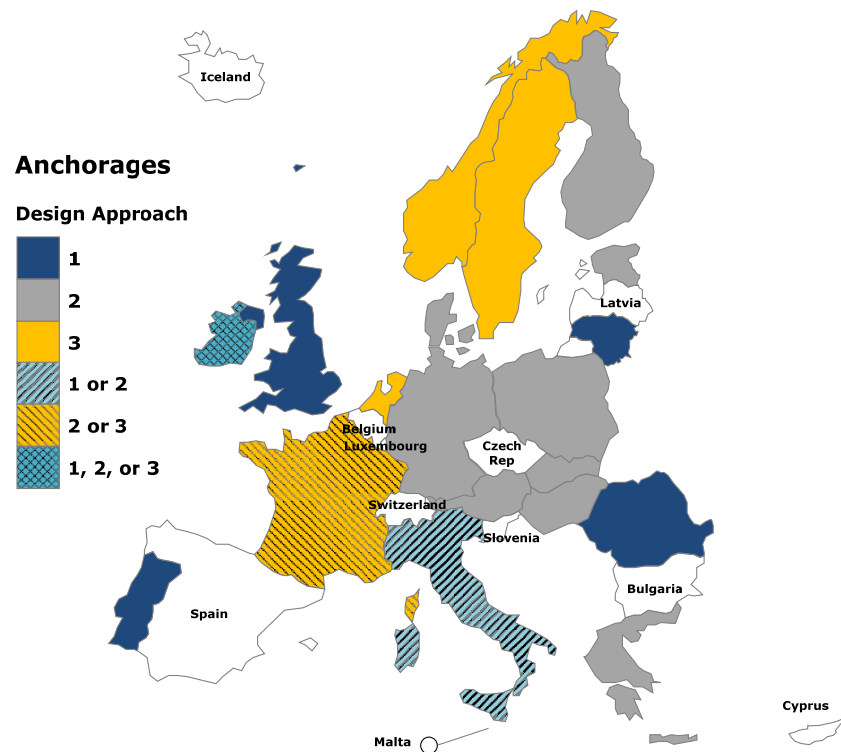 Iceland
Anchorages
Design Approach
1
2
3
1 or 2
2 or 3
1, 2, or 3
Latvia
Belgium
Luxembourg
Czech
Rep
Switzerland
Slovenia
Bulgaria
Spain
Cyprus
Malta